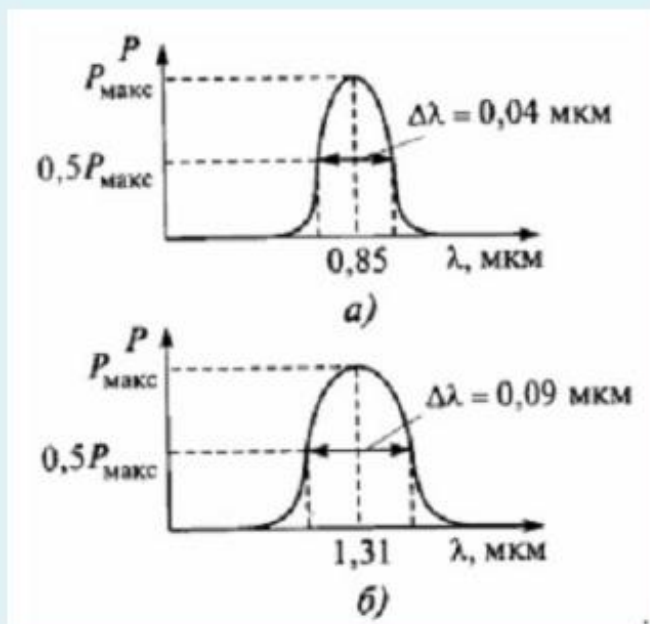 P
Pмакс
Δλ = 0,04 мкм
0,5Pмакс
0,85
λ, мкм
а)
P
Pмакс
Δλ = 0,09 мкм
0,5Pмакс
1,31
λ, мкм
б)